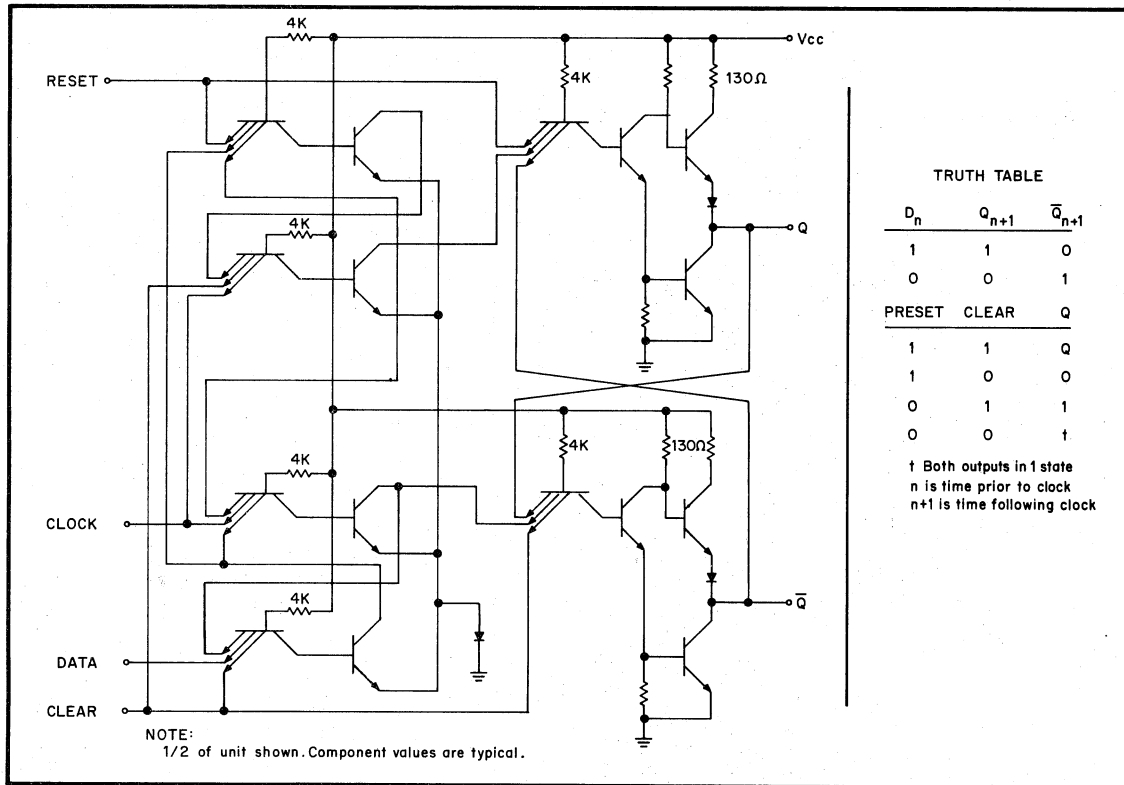 4K
RESET
Vcc
4K
130Ω
4K
Q
4K
CLOCK
4K
130Ω
4K
DATA
CLEAR
Q̅
NOTE:
1/2 of unit shown. Component values are typical.
TRUTH TABLE
Dn Qn+1 Q̅n+1
1 1 0
0 0 1
PRESET CLEAR Q
1 1 Q
1 0 0
0 1 1
0 0 t
t Both outputs in 1 state
n is time prior to clock
n+1 is time following clock